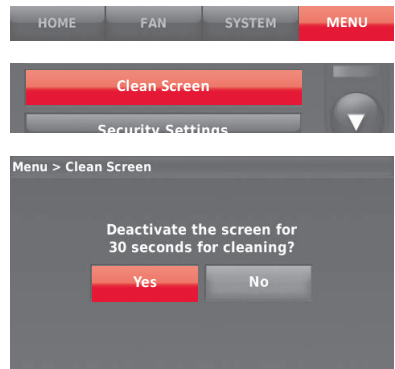 HOME FAN SYSTEM MENU
Clean Screen
Security Settings
Menu > Clean Screen
Deactivate the screen for
30 seconds for cleaning?
Yes No